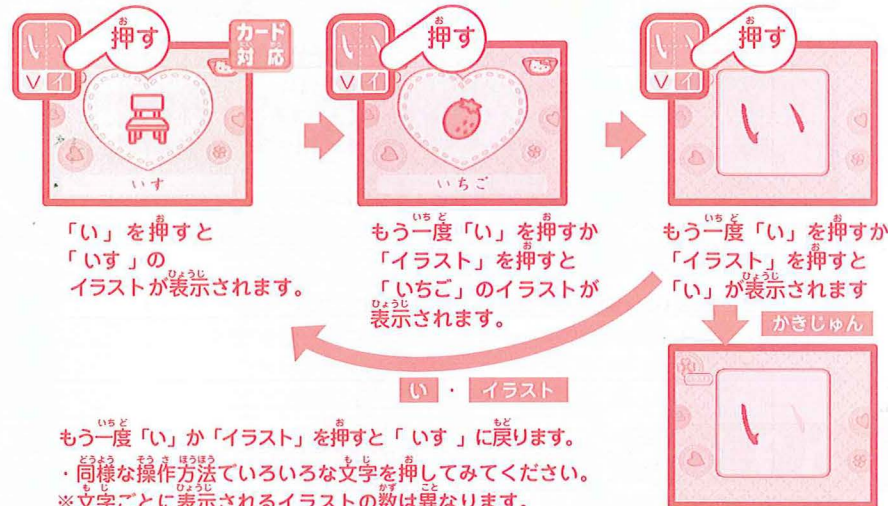 い
押す
∨ イ
カード
対応
いす
い
押す
∨ イ
いちご
い
押す
∨ イ
い
「い」を押すと
「いす」の
イラストが表示されます。
もう一度「い」を押すか
「イラスト」を押すと
「いちご」のイラストが
表示されます。
もう一度「い」を押すか
「イラスト」を押すと
「い」が表示されます
かきじゅん
い
い ・ イラスト
もう一度「い」か「イラスト」を押すと「いす」に戻ります。
・同様な操作方法でいろいろな文字を押してみてください。
※文字ごとに表示されるイラストの数は異なります。